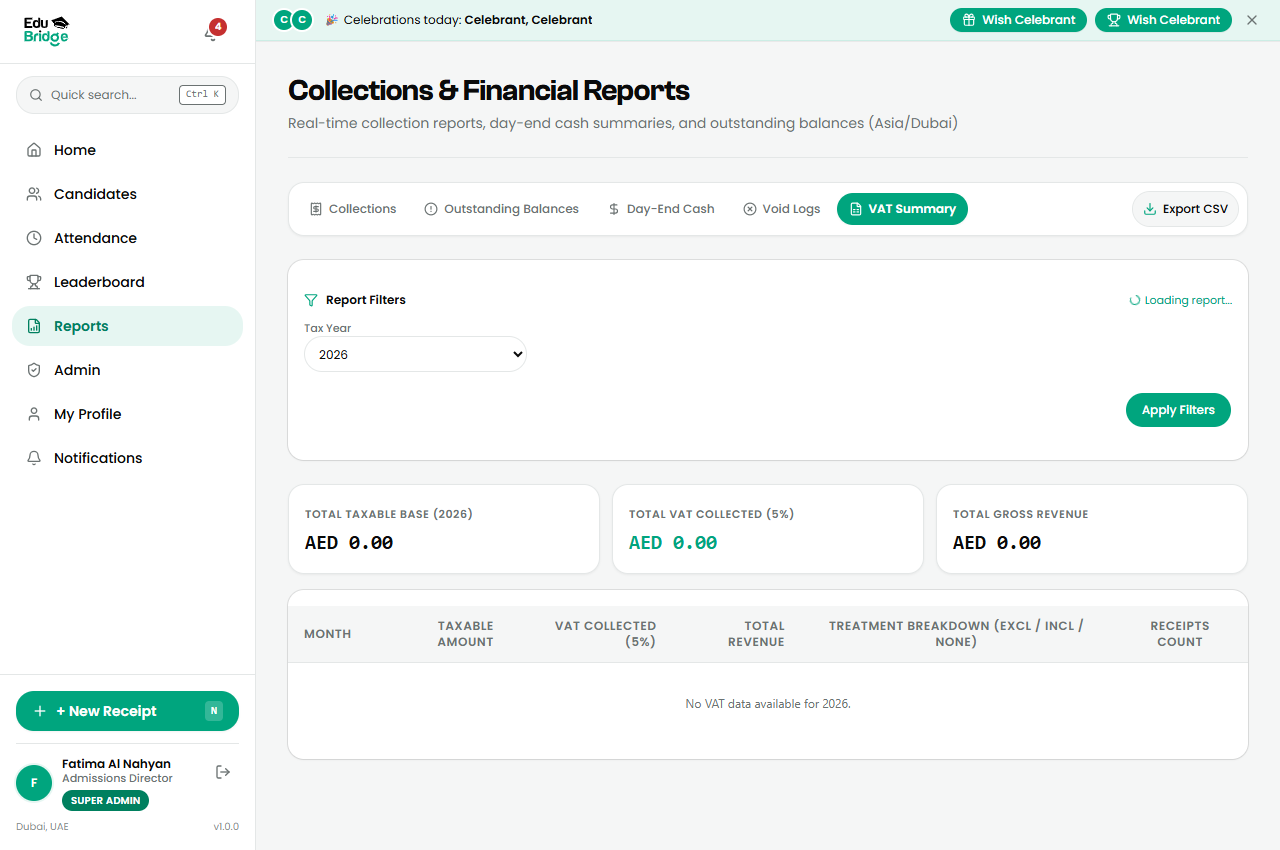 Edu
Bridge
4
Quick search...
Ctrl K
Home
Candidates
Attendance
Leaderboard
Reports
Admin
My Profile
Notifications
+ New Receipt
N
F
Fatima Al Nahyan
Admissions Director
SUPER ADMIN
Dubai, UAE
v1.0.0
C C
🎉 Celebrations today: Celebrant, Celebrant
Wish Celebrant
Wish Celebrant
Collections & Financial Reports
Real-time collection reports, day-end cash summaries, and outstanding balances (Asia/Dubai)
Collections
Outstanding Balances
Day-End Cash
Void Logs
VAT Summary
Export CSV
Report Filters
Loading report...
Tax Year
2026
Apply Filters
TOTAL TAXABLE BASE (2026)
AED 0.00
TOTAL VAT COLLECTED (5%)
AED 0.00
TOTAL GROSS REVENUE
AED 0.00
MONTH
TAXABLE
AMOUNT
VAT COLLECTED
(5%)
TOTAL
REVENUE
TREATMENT BREAKDOWN (EXCL / INCL /
NONE)
RECEIPTS
COUNT
No VAT data available for 2026.